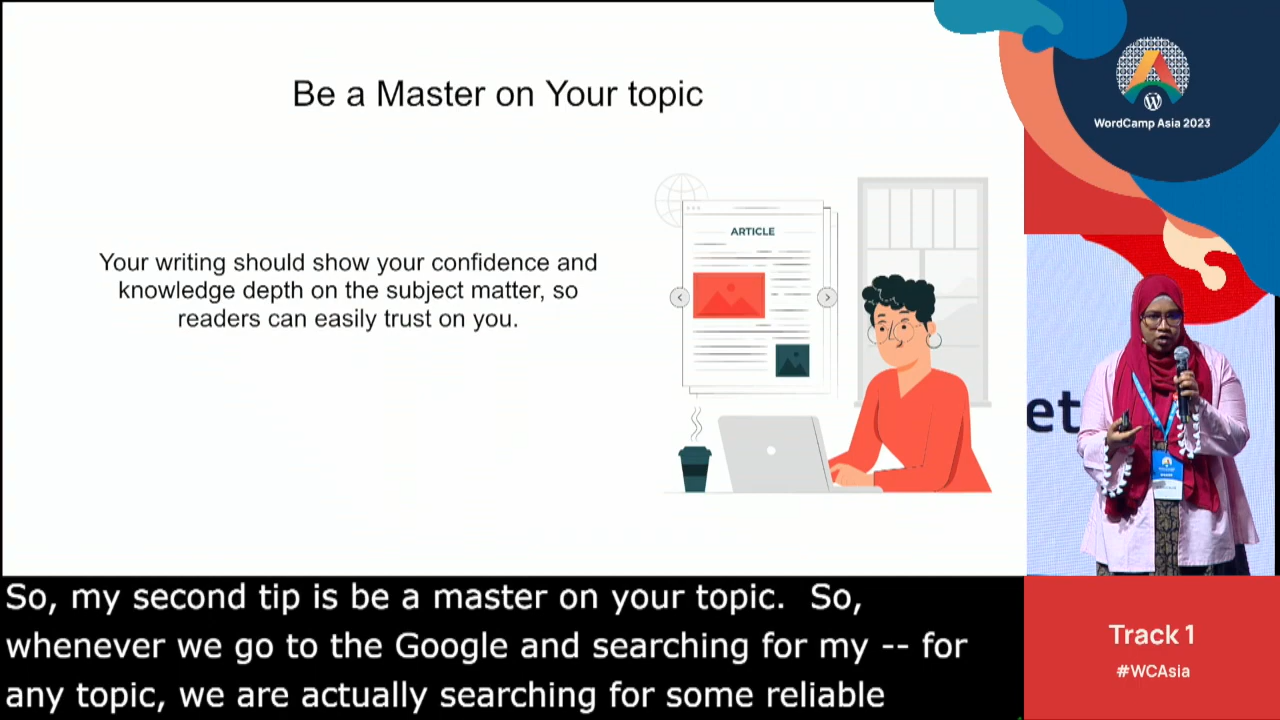 Be a Master on Your topic
Your writing should show your confidence and
knowledge depth on the subject matter, so
readers can easily trust on you.
ARTICLE
WordCamp Asia 2023
et
Track 1
#WCAsia
So, my second tip is be a master on your topic.  So,
whenever we go to the Google and searching for my -- for
any topic, we are actually searching for some reliable